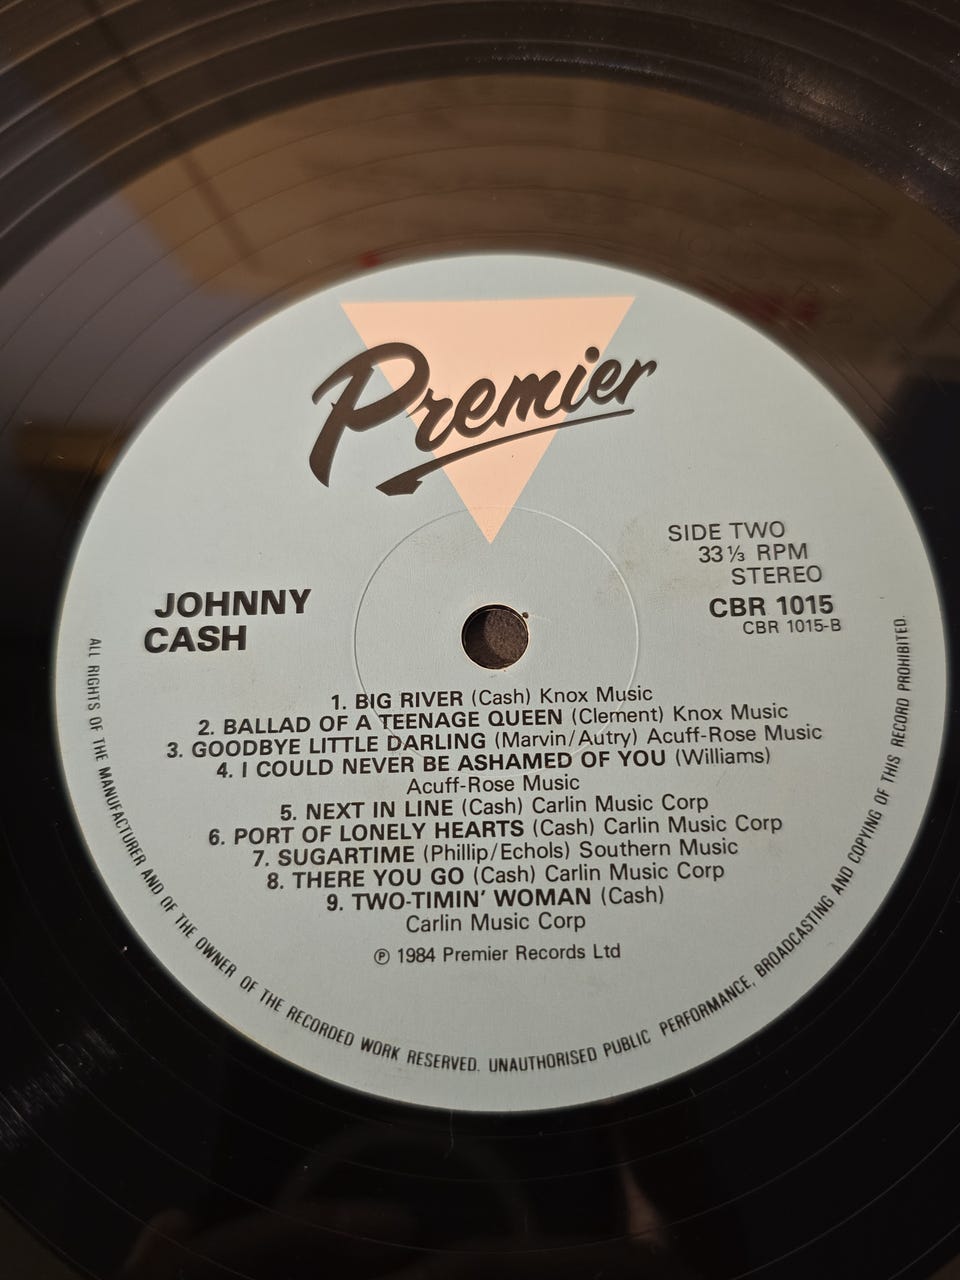 Premier
SIDE TWO
33⅓ RPM
STEREO
CBR 1015
CBR 1015-B
JOHNNY
CASH
1. BIG RIVER (Cash) Knox Music
2. BALLAD OF A TEENAGE QUEEN (Clement) Knox Music
3. GOODBYE LITTLE DARLING (Marvin/Autry) Acuff-Rose Music
4. I COULD NEVER BE ASHAMED OF YOU (Williams)
Acuff-Rose Music
5. NEXT IN LINE (Cash) Carlin Music Corp
6. PORT OF LONELY HEARTS (Cash) Carlin Music Corp
7. SUGARTIME (Phillip/Echols) Southern Music
8. THERE YOU GO (Cash) Carlin Music Corp
9. TWO-TIMIN' WOMAN (Cash)
Carlin Music Corp
℗ 1984 Premier Records Ltd
ALL RIGHTS OF THE MANUFACTURER AND OF THE OWNER OF THE RECORDED WORK RESERVED. UNAUTHORISED PUBLIC PERFORMANCE, BROADCASTING AND COPYING OF THIS RECORD PROHIBITED.